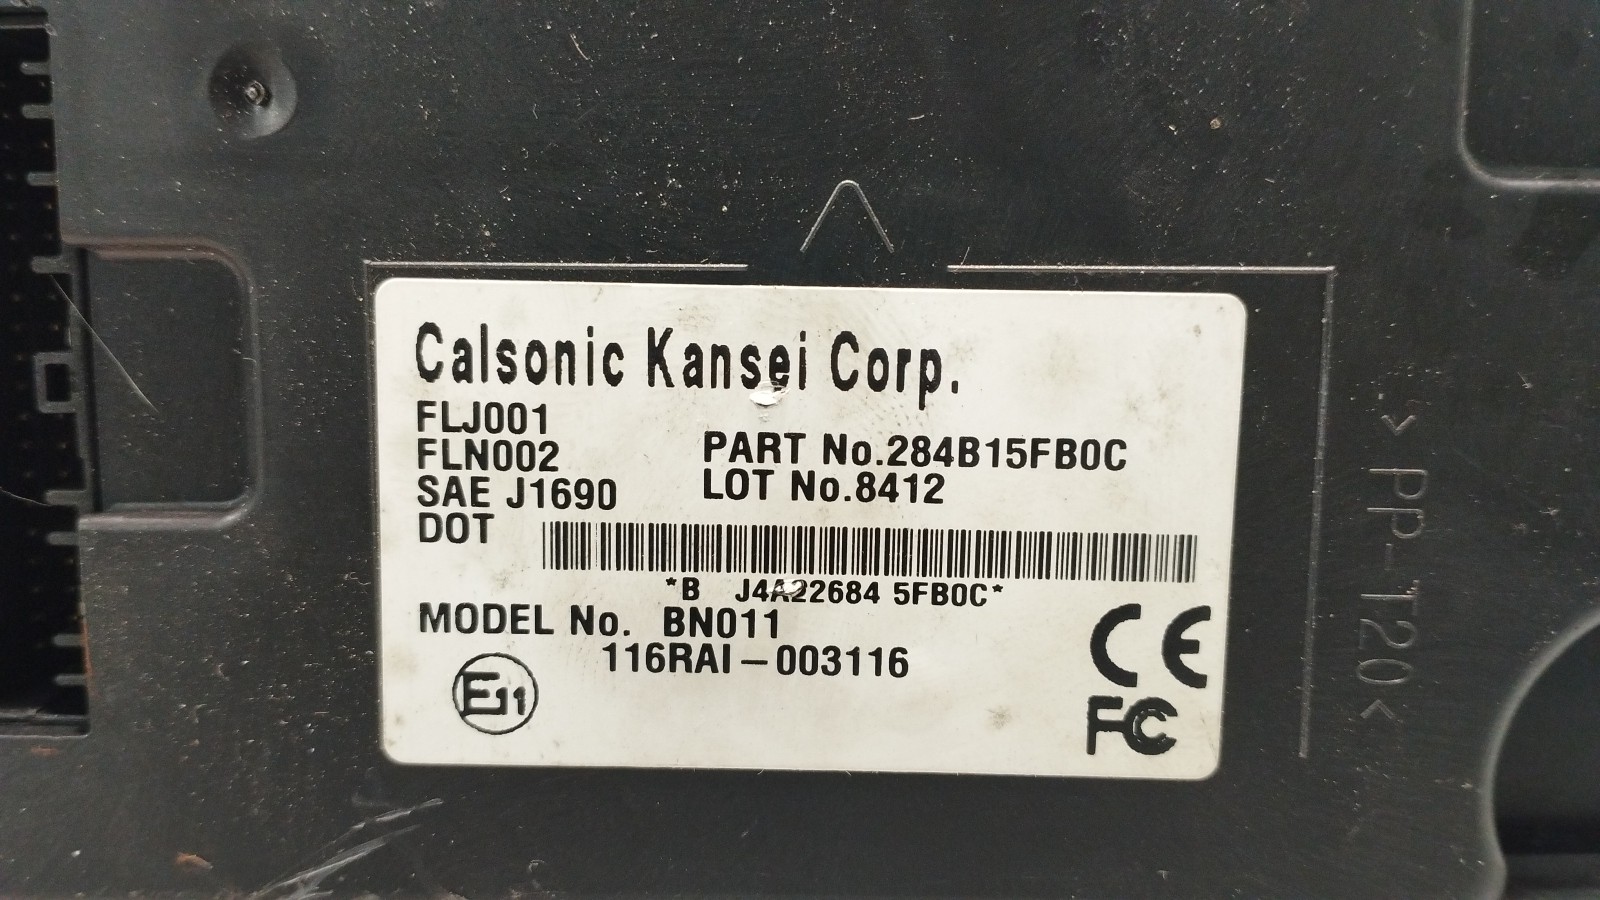 Calsonic Kansei Corp.
FLJ001
FLN002
SAE J1690
DOT
PART No.284B15FB0C
LOT No.8412
*B J4A22684 5FB0C*
MODEL No. BN011
116RAI-003116
E11
CE
FC
>PP-T20<